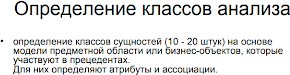 Определение классов анализа
• определение классов сущностей (10 - 20 штук) на основе
модели предметной области или бизнес-объектов, которые
участвуют в прецедентах.
Для них определяют атрибуты и ассоциации.